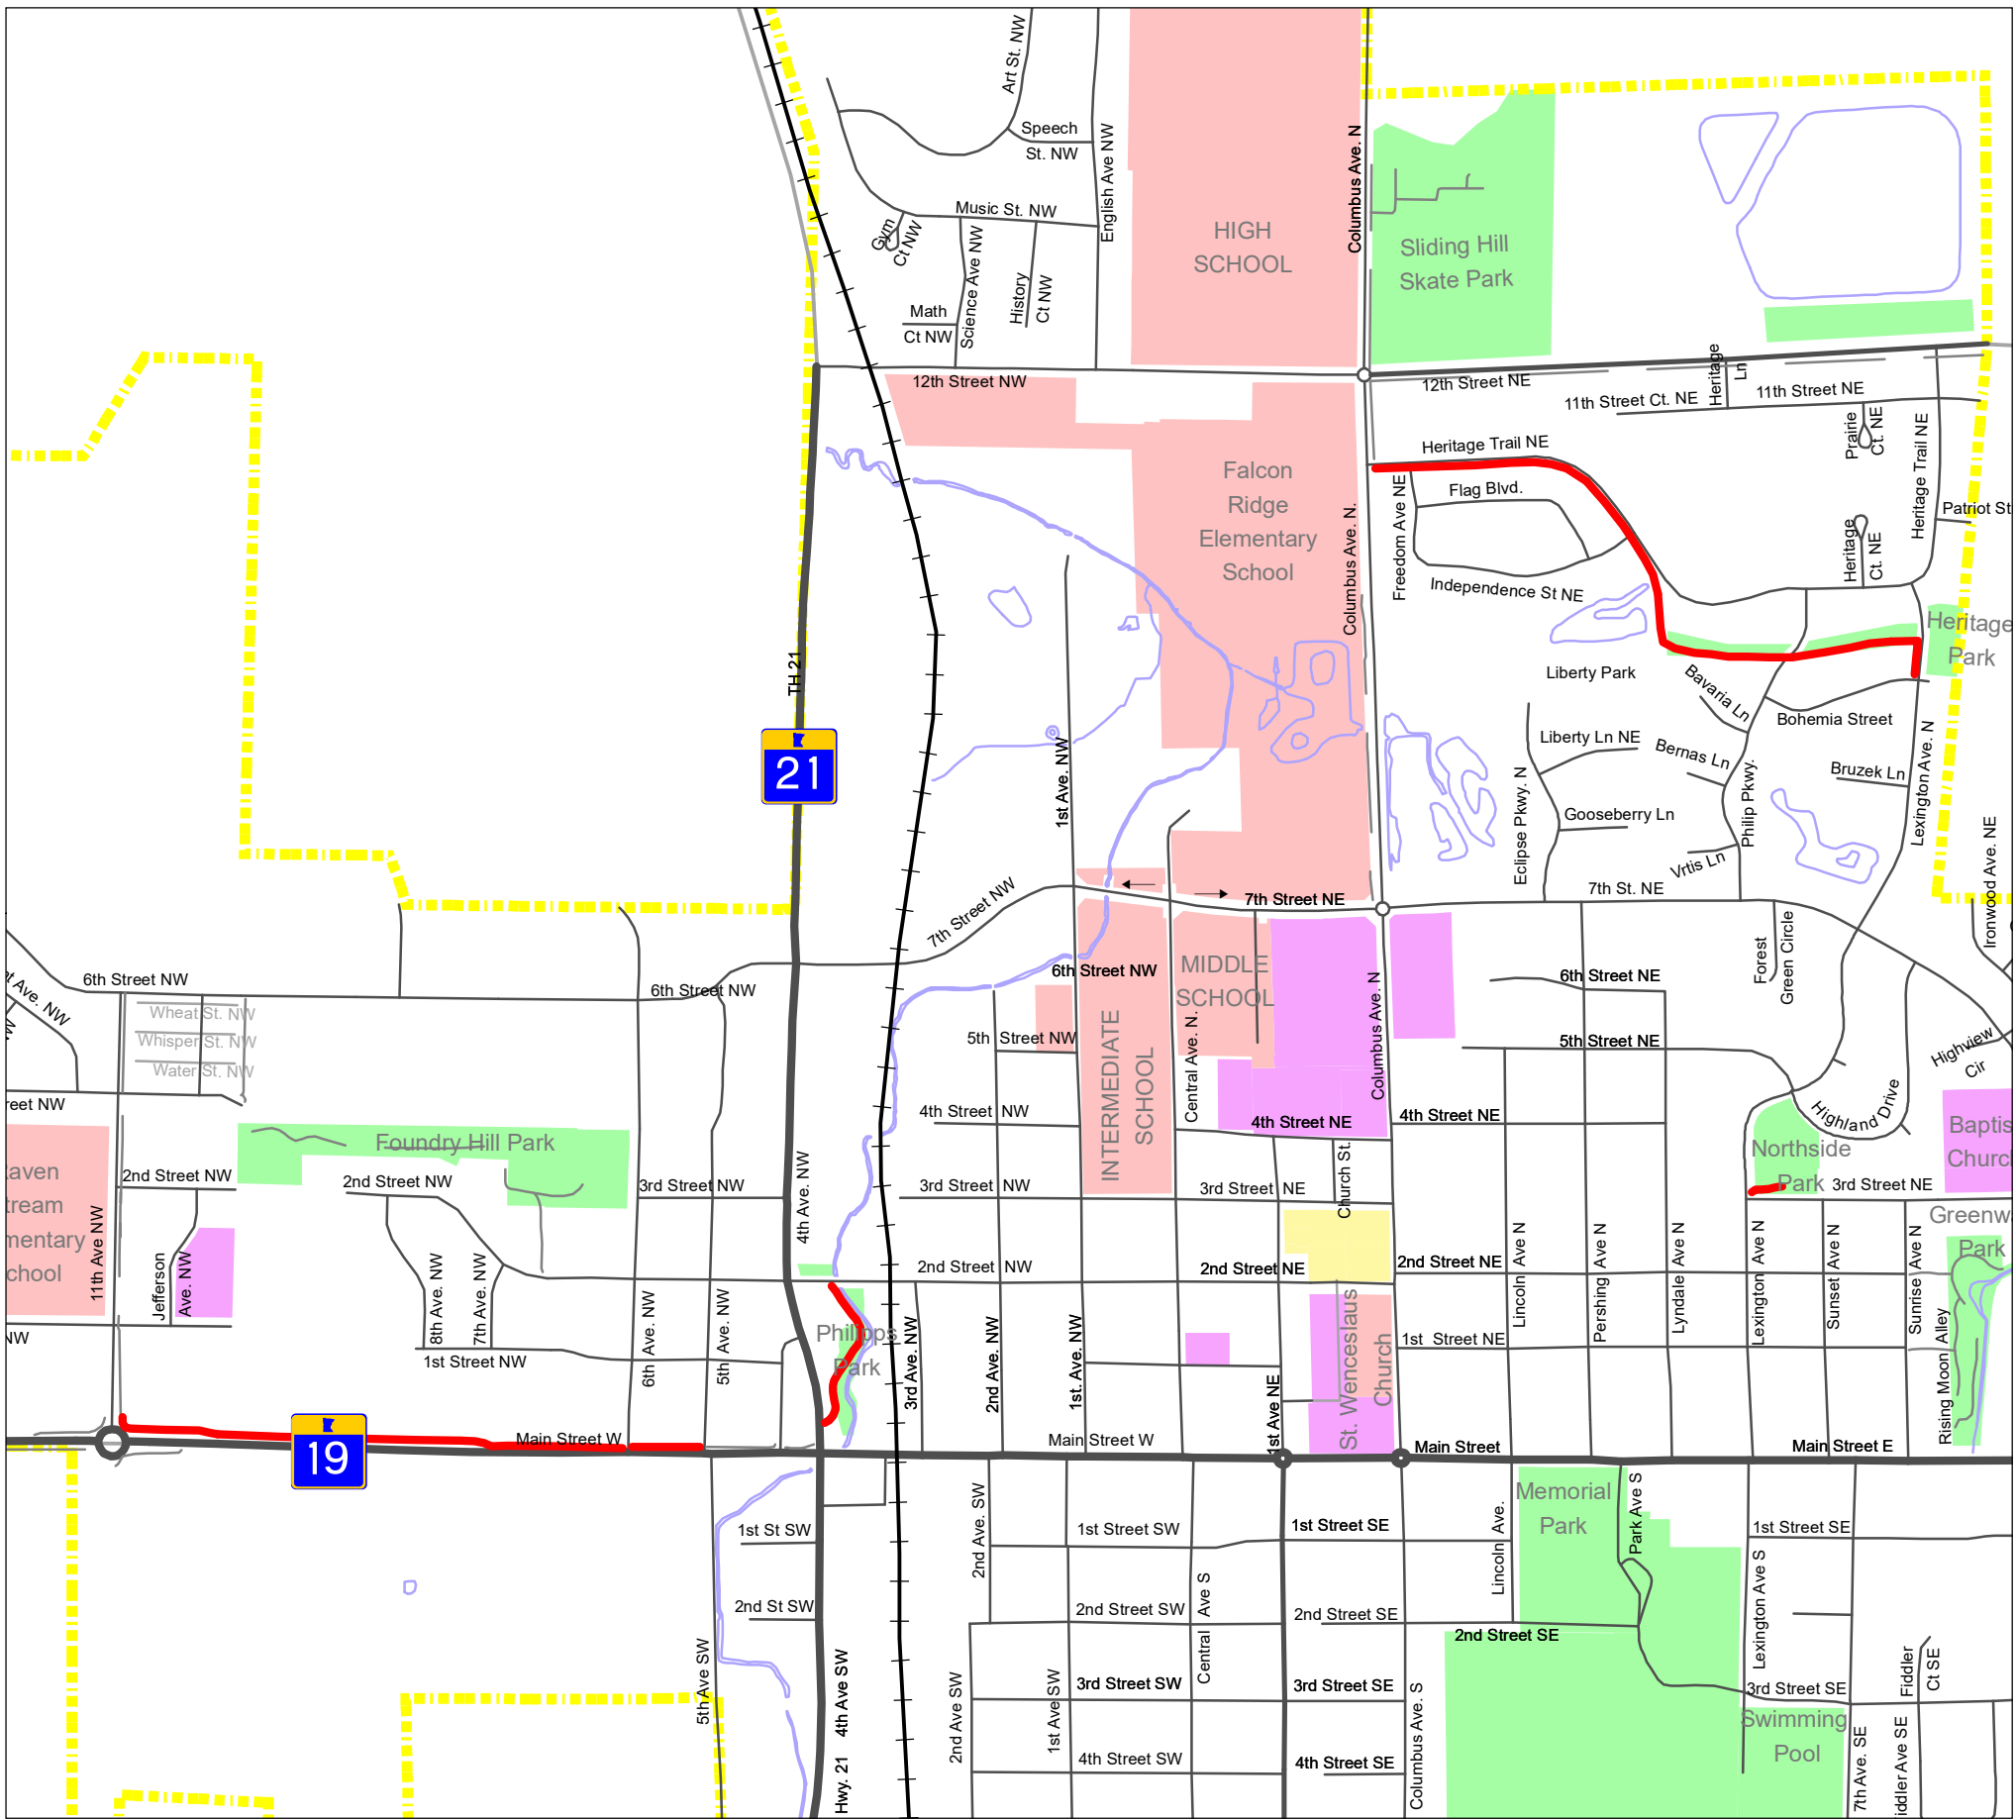 Art St. NW
Speech
St. NW
English Ave NW
Music St. NW
Gym
Ct NW
Science Ave NW
History
Ct NW
Math
Ct NW
HIGH
SCHOOL
Columbus Ave. N
Sliding Hill
Skate Park
12th Street NW
12th Street NE
Heritage
Ln
11th Street Ct. NE
11th Street NE
Prairie
Ct. NE
Heritage Trail NE
Heritage Trail NE
Falcon
Ridge
Elementary
School
Columbus Ave. N.
Freedom Ave NE
Flag Blvd.
Independence St NE
Heritage
Ct. NE
Patriot St
Heritage
Park
TH 21
21
Liberty Park
Bavaria Ln
Bohemia Street
Liberty Ln NE
Bernas Ln
Bruzek Ln
Lexington Ave. N
Eclipse Pkwy. N
Gooseberry Ln
Philip Pkwy.
Vrtis Ln
1st Ave. NW
7th Street NW
7th Street NE
7th St. NE
Forest
Green Circle
Ironwood Ave. NE
6th Street NW
6th Street NW
6th Street NW
MIDDLE
SCHOOL
6th Street NE
t Ave. NW
Wheat St. NW
Whisper St. NW
Water St. NW
5th Street NW
INTERMEDIATE
SCHOOL
Central Ave. N.
Columbus Ave. N
5th Street NE
Highview
Cir
reet NW
4th Street NW
4th Street NE
4th Street NE
Highland Drive
Foundry Hill Park
Northside
Park
Baptis
Church
aven
tream
mentary
chool
2nd Street NW
2nd Street NW
3rd Street NW
4th Ave. NW
3rd Street NW
3rd Street NE
Church St.
3rd Street NE
Greenw
Park
11th Ave NW
Jefferson
Ave. NW
8th Ave. NW
7th Ave. NW
6th Ave. NW
5th Ave. NW
2nd Street NW
2nd Street NE
2nd Street NE
Lincoln Ave N
Pershing Ave N
Lyndale Ave N
Lexington Ave N
Sunset Ave N
Sunrise Ave N
Rising Moon Alley
NW
1st Street NW
Philipps
Park
3rd Ave. NW
2nd Ave. NW
1st. Ave. NW
1st Ave NE
St. Wenceslaus
Church
1st Street NE
19
Main Street W
Main Street W
Main Street
Main Street E
Memorial
Park
Park Ave S
Lincoln Ave.
1st St SW
2nd Ave. SW
1st Street SW
1st Street SE
1st Street SE
2nd St SW
2nd Street SW
Central Ave S
2nd Street SE
2nd Street SE
Lexington Ave S
Fiddler
Ct SE
5th Ave SW
Hwy. 21 4th Ave SW
2nd Ave SW
1st Ave SW
3rd Street SW
3rd Street SE
3rd Street SE
Columbus Ave. S
Swimming
Pool
4th Street SW
4th Street SE
7th Ave. SE
iddler Ave SE